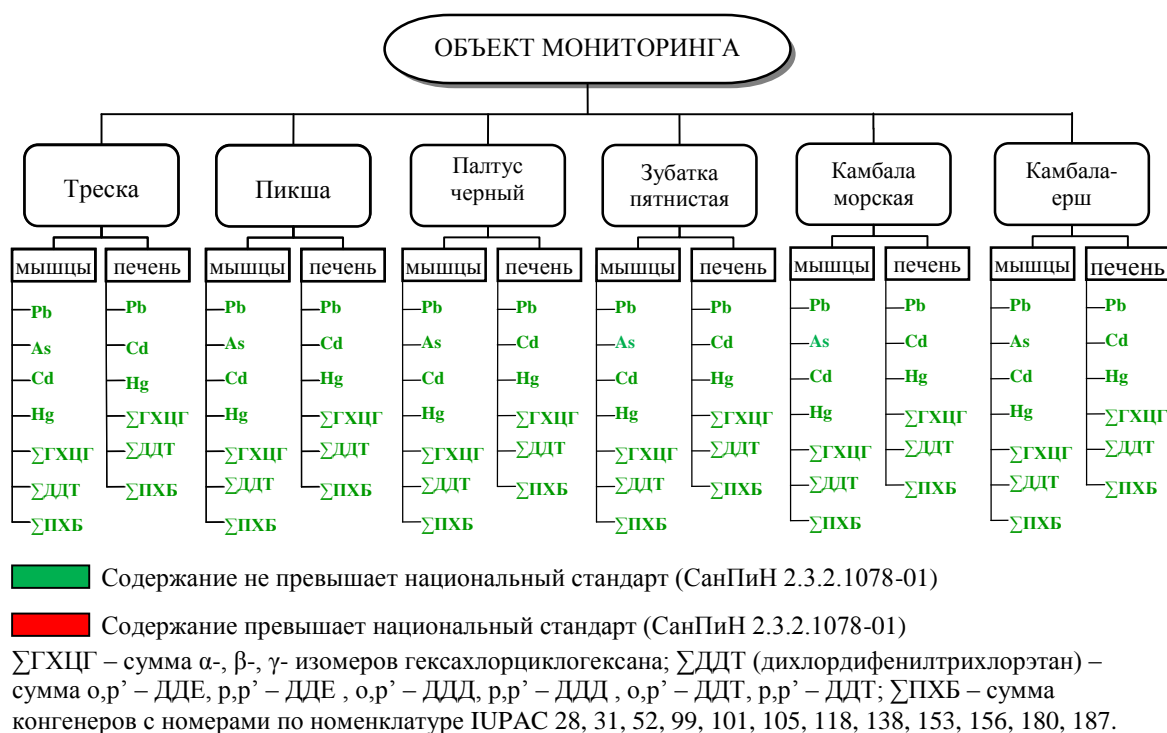 ОБЪЕКТ МОНИТОРИНГА
Треска
Пикша
Палтус
черный
Зубатка
пятнистая
Камбала
морская
Камбала-
ерш
мышцы
печень
мышцы
печень
мышцы
печень
мышцы
печень
мышцы
печень
мышцы
печень
Pb
As
Cd
Hg
∑ГХЦГ
∑ДДТ
∑ПХБ
Pb
Cd
Hg
∑ГХЦГ
∑ДДТ
∑ПХБ
Pb
As
Cd
Hg
∑ГХЦГ
∑ДДТ
∑ПХБ
Pb
Cd
Hg
∑ГХЦГ
∑ДДТ
∑ПХБ
Pb
As
Cd
Hg
∑ГХЦГ
∑ДДТ
∑ПХБ
Pb
Cd
Hg
∑ГХЦГ
∑ДДТ
∑ПХБ
Pb
As
Cd
Hg
∑ГХЦГ
∑ДДТ
∑ПХБ
Pb
Cd
Hg
∑ГХЦГ
∑ДДТ
∑ПХБ
Pb
As
Cd
Hg
∑ГХЦГ
∑ДДТ
∑ПХБ
Pb
Cd
Hg
∑ГХЦГ
∑ДДТ
∑ПХБ
Pb
As
Cd
Hg
∑ГХЦГ
∑ДДТ
∑ПХБ
Pb
Cd
Hg
∑ГХЦГ
∑ДДТ
∑ПХБ
Содержание не превышает национальный стандарт (СанПиН 2.3.2.1078-01)
Содержание превышает национальный стандарт (СанПиН 2.3.2.1078-01)
∑ГХЦГ – сумма α-, β-, γ- изомеров гексахлорциклогексана; ∑ДДТ (дихлордифенилтрихлорэтан) –
сумма о,р’ – ДДЕ, р,р’ – ДДЕ , о,р’ – ДДД, р,р’ – ДДД , о,р’ – ДДТ, р,р’ – ДДТ; ∑ПХБ – сумма
конгенеров с номерами по номенклатуре IUPAC 28, 31, 52, 99, 101, 105, 118, 138, 153, 156, 180, 187.